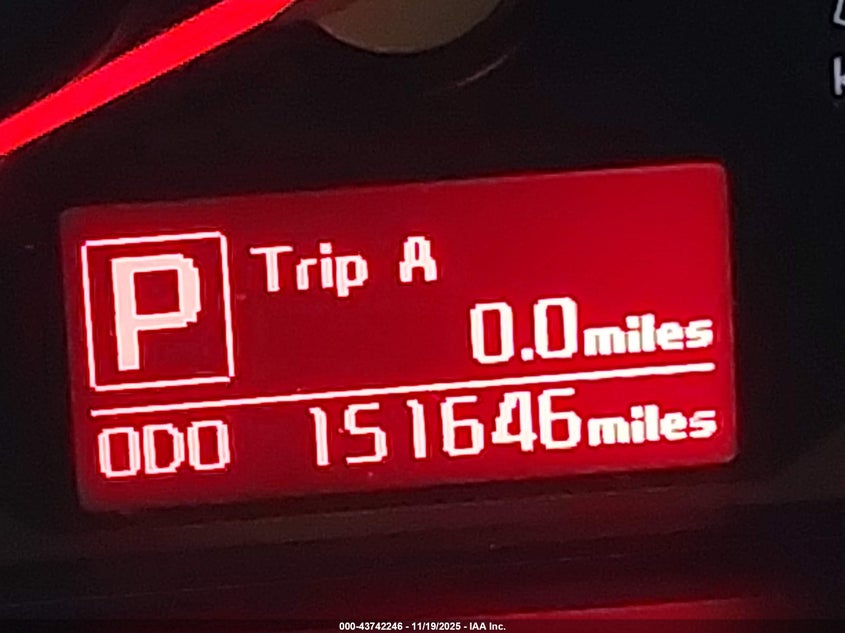 P
Trip A
0.0miles
ODO 151646miles
000-43742246 - 11/19/2025 - IAA Inc.